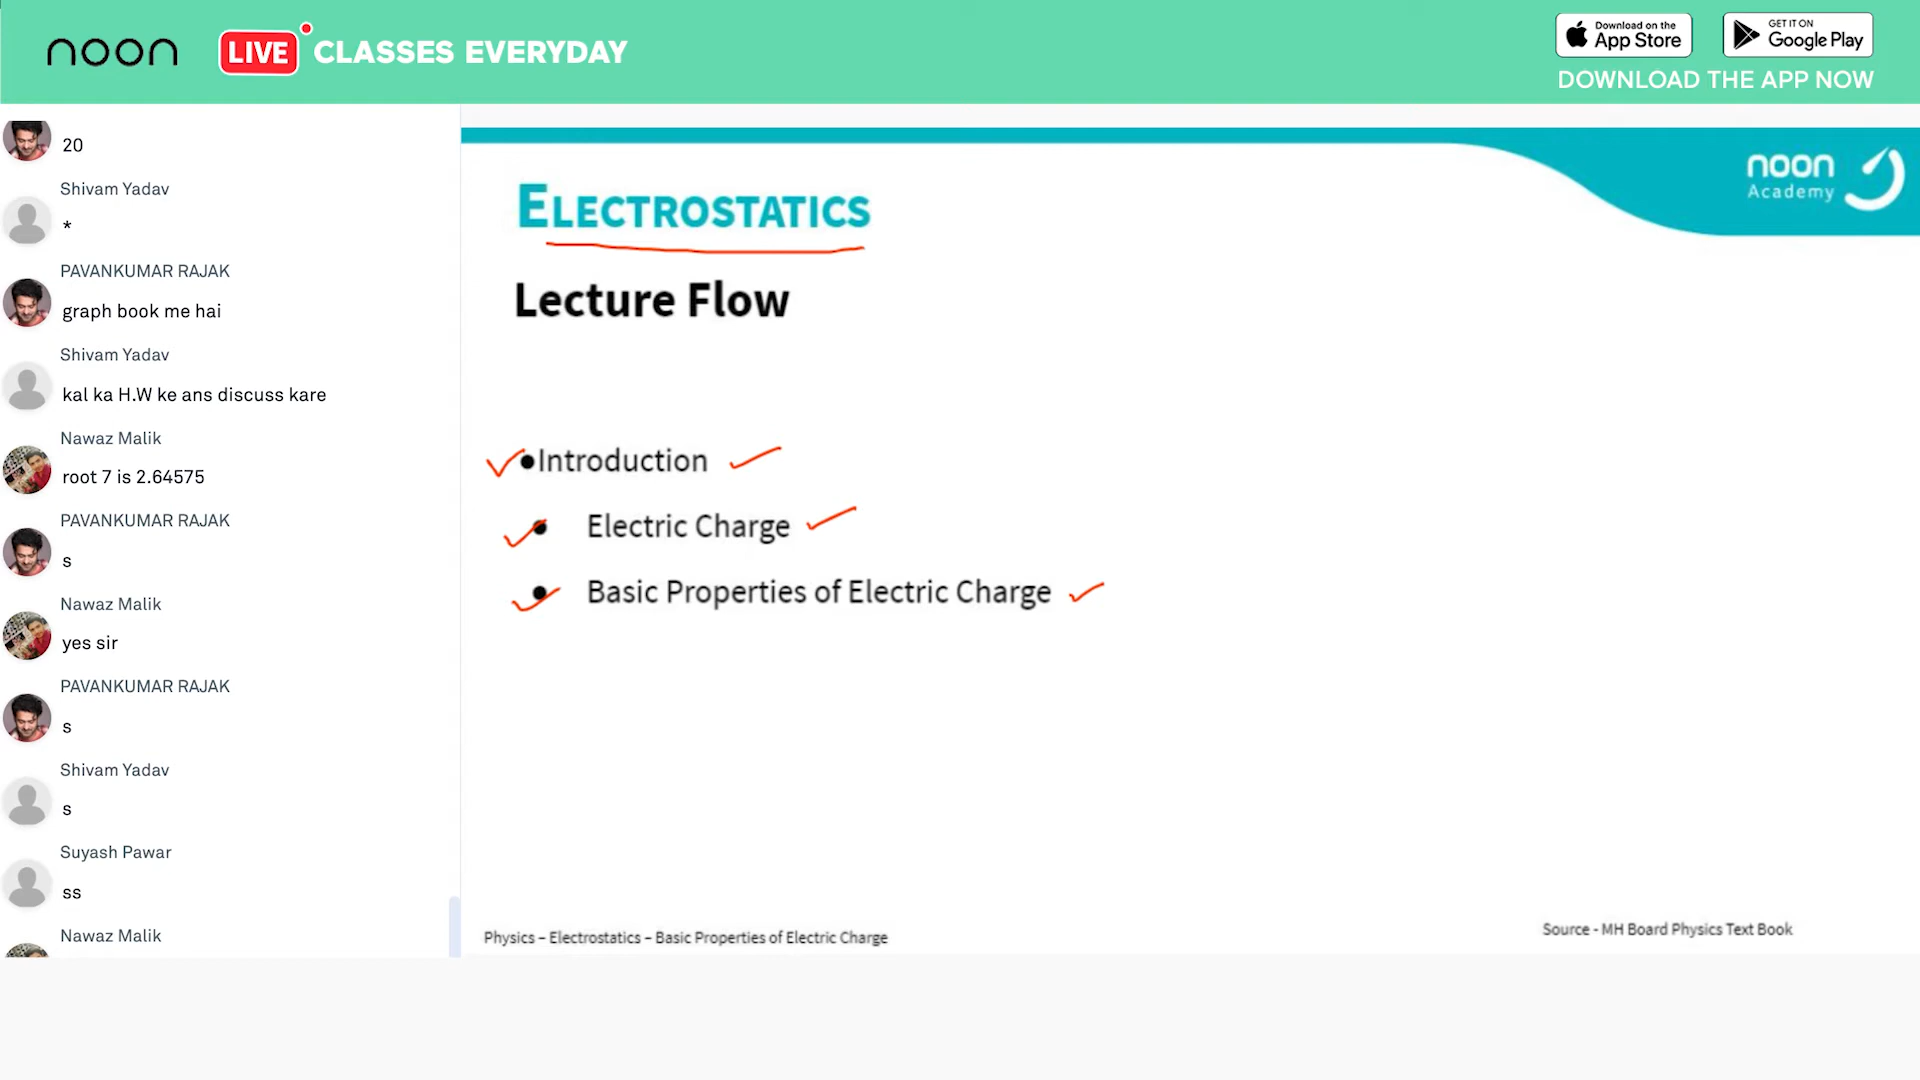 noon
LIVE CLASSES EVERYDAY
Download on the
App Store
GET IT ON
Google Play
DOWNLOAD THE APP NOW
20
Shivam Yadav
*
PAVANKUMAR RAJAK
graph book me hai
Shivam Yadav
kal ka H.W ke ans discuss kare
Nawaz Malik
root 7 is 2.64575
PAVANKUMAR RAJAK
s
Nawaz Malik
yes sir
PAVANKUMAR RAJAK
s
Shivam Yadav
s
Suyash Pawar
ss
Nawaz Malik
noon
Academy
ELECTROSTATICS
Lecture Flow
•Introduction
• Electric Charge
• Basic Properties of Electric Charge
Physics – Electrostatics – Basic Properties of Electric Charge
Source - MH Board Physics Text Book